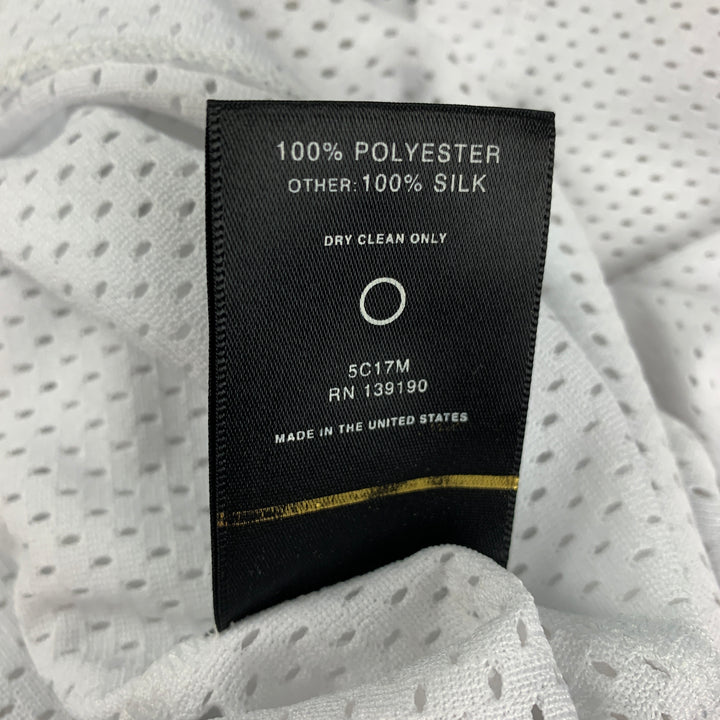 100% POLYESTER
OTHER: 100% SILK
DRY CLEAN ONLY
5C17M
RN 139190
MADE IN THE UNITED STATES